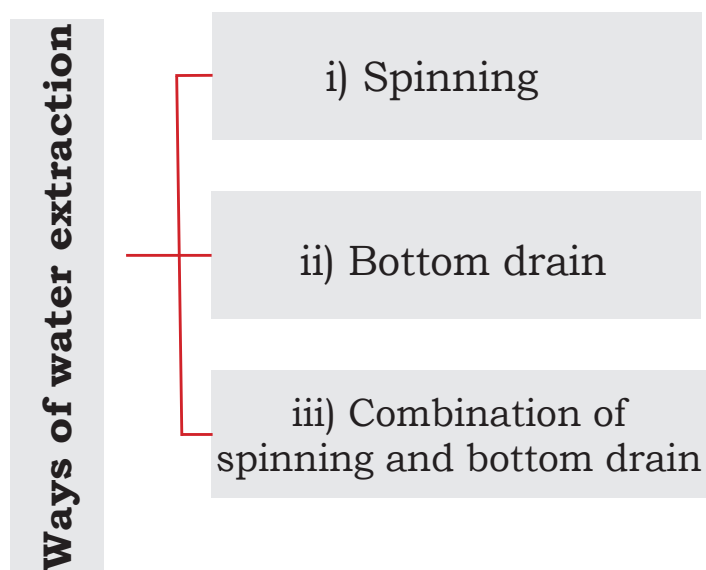 Ways of water extraction
i) Spinning
ii) Bottom drain
iii) Combination of
spinning and bottom drain